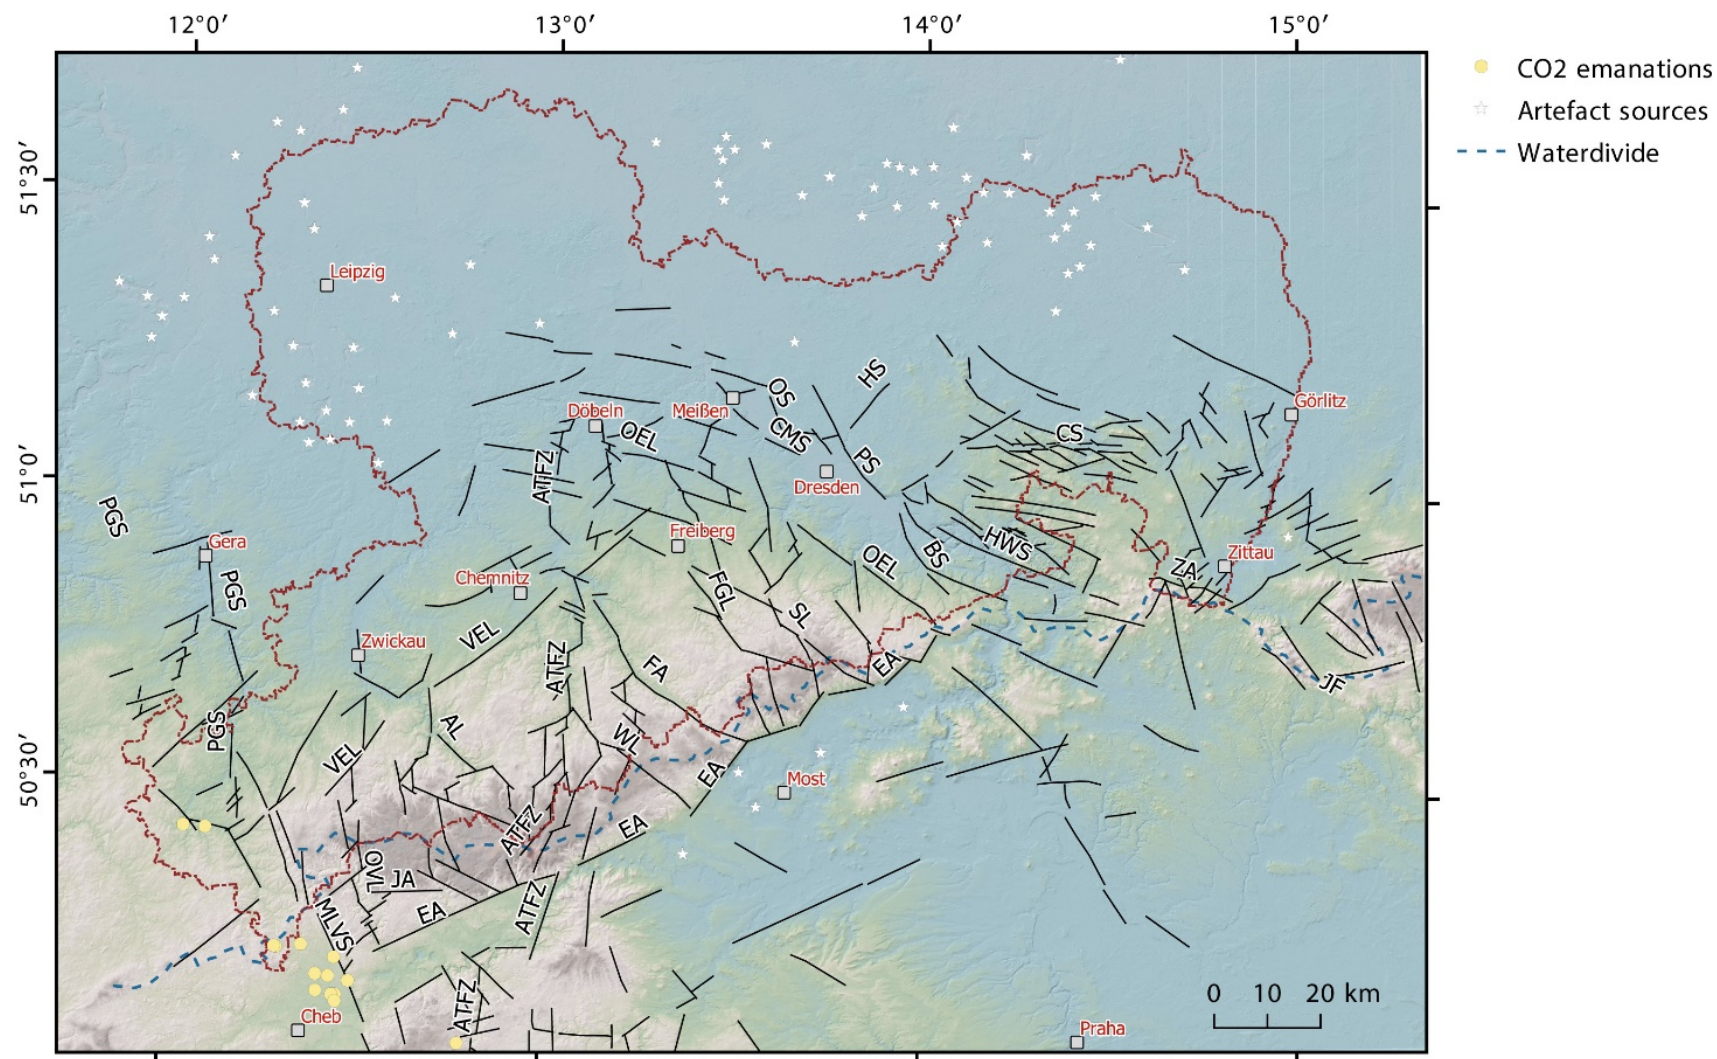 12°0′
13°0′
14°0′
15°0′
CO2 emanations
Artefact sources
Waterdivide
51°30′
Leipzig
HS
OS
Görlitz
Döbeln
Meißen
OEL
CMS
CS
51°0′
ATFZ
PS
Dresden
PGS
Gera
Freiberg
HWS
BS
Zittau
OEL
ZA
Chemnitz
PGS
FGL
SL
Zwickau
VEL
ATFZ
FA
EA
JF
PGS
AL
WL
VEL
50°30′
EA
Most
ATFZ
EA
OVL
JA
EA
MLVS
ATFZ
ATFZ
0 10 20 km
Cheb
Praha